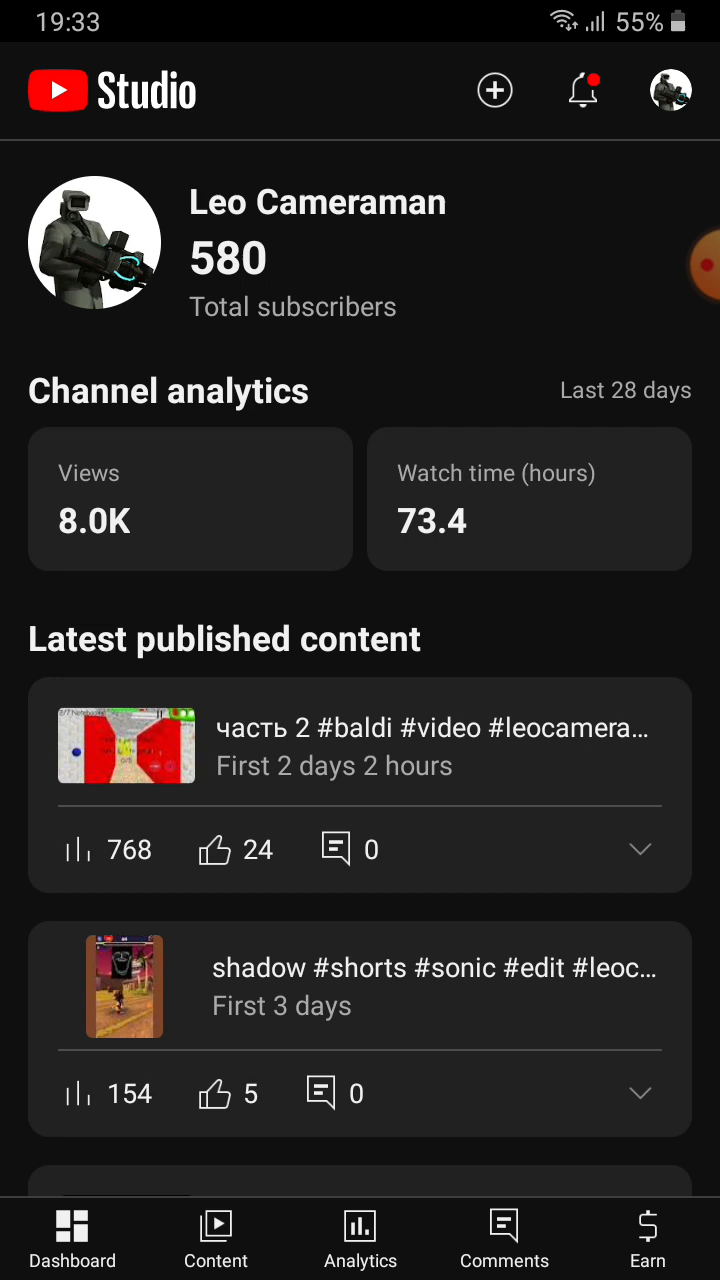 19:33
55%
Studio
Leo Cameraman
580
Total subscribers
Channel analytics
Last 28 days
Views
8.0K
Watch time (hours)
73.4
Latest published content
часть 2 #baldi #video #leocamera...
First 2 days 2 hours
768
24
0
shadow #shorts #sonic #edit #leoc...
First 3 days
154
5
0
Dashboard
Content
Analytics
Comments
Earn